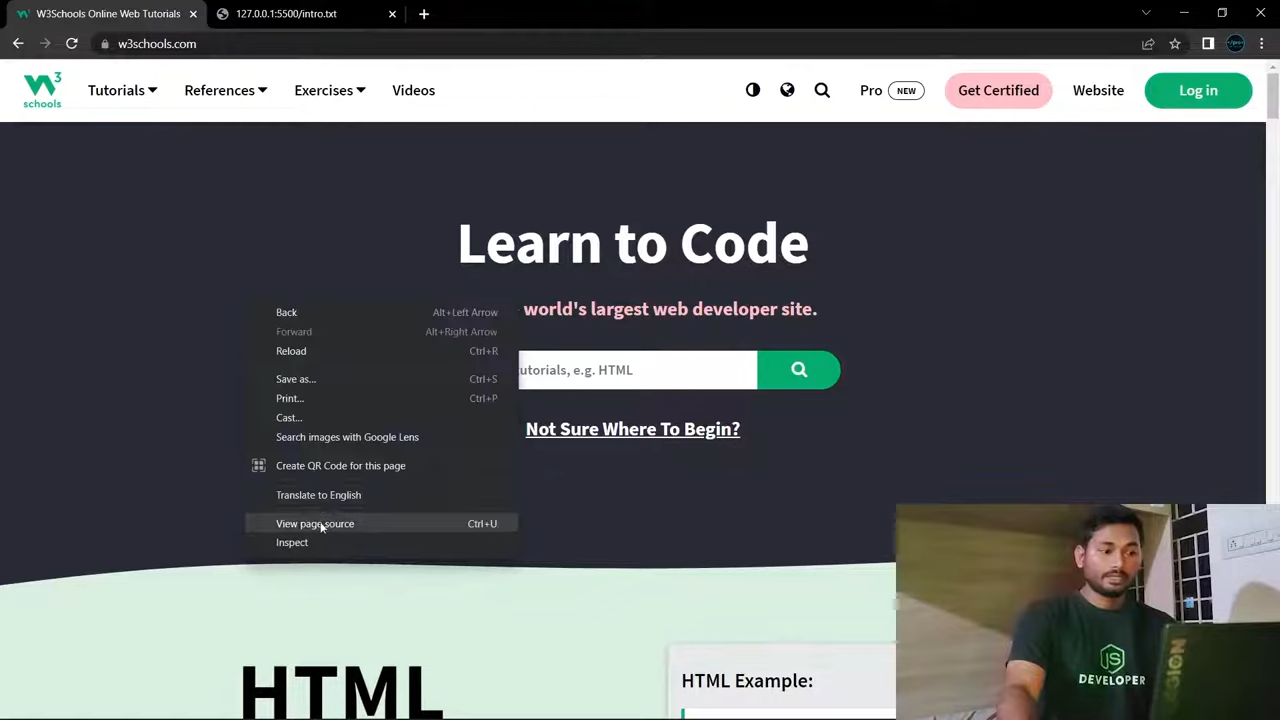 W3Schools Online Web Tutorials
127.0.0.1:5500/intro.txt
w3schools.com
W3 schools
Tutorials
References
Exercises
Videos
Pro
NEW
Get Certified
Website
Log in
Learn to Code
world's largest web developer site.
utorials, e.g. HTML
Not Sure Where To Begin?
Back Alt+Left Arrow
Forward Alt+Right Arrow
Reload Ctrl+R
Save as... Ctrl+S
Print... Ctrl+P
Cast...
Search images with Google Lens
Create QR Code for this page
Translate to English
View page source Ctrl+U
Inspect
HTML
HTML Example:
JS
DEVELOPER
LEGION